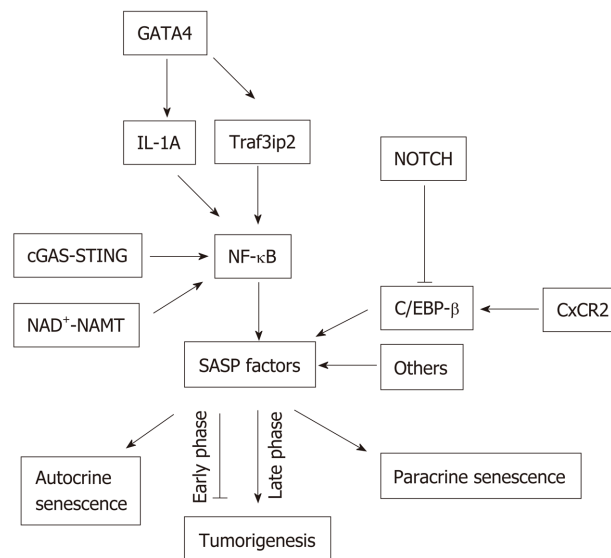 GATA4
IL-1A
Traf3ip2
NOTCH
cGAS-STING
NF-κB
NAD⁺-NAMT
C/EBP-β
CxCR2
SASP factors
Others
Early phase
Late phase
Autocrine
senescence
Paracrine senescence
Tumorigenesis